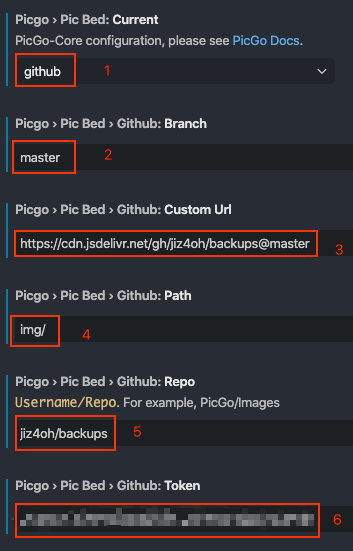 Picgo › Pic Bed: Current
PicGo-Core configuration, please see PicGo Docs.
github 1
Picgo › Pic Bed › Github: Branch
master 2
Picgo › Pic Bed › Github: Custom Url
https://cdn.jsdelivr.net/gh/jiz4oh/backups@master 3
Picgo › Pic Bed › Github: Path
img/ 4
Picgo › Pic Bed › Github: Repo
Username/Repo. For example, PicGo/Images
jiz4oh/backups 5
Picgo › Pic Bed › Github: Token
6